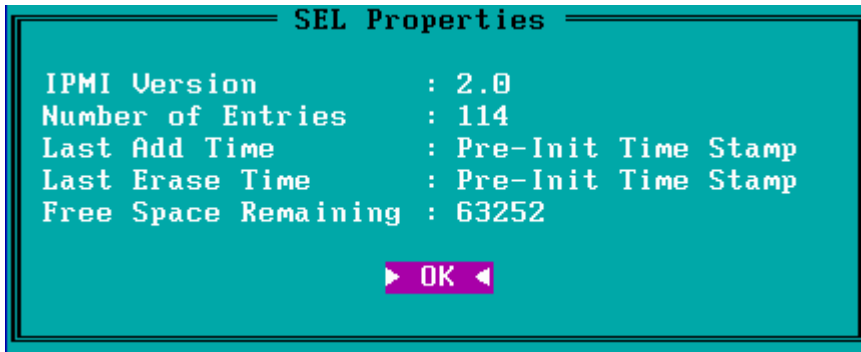 SEL Properties
IPMI Version : 2.0
Number of Entries : 114
Last Add Time : Pre-Init Time Stamp
Last Erase Time : Pre-Init Time Stamp
Free Space Remaining : 63252
OK